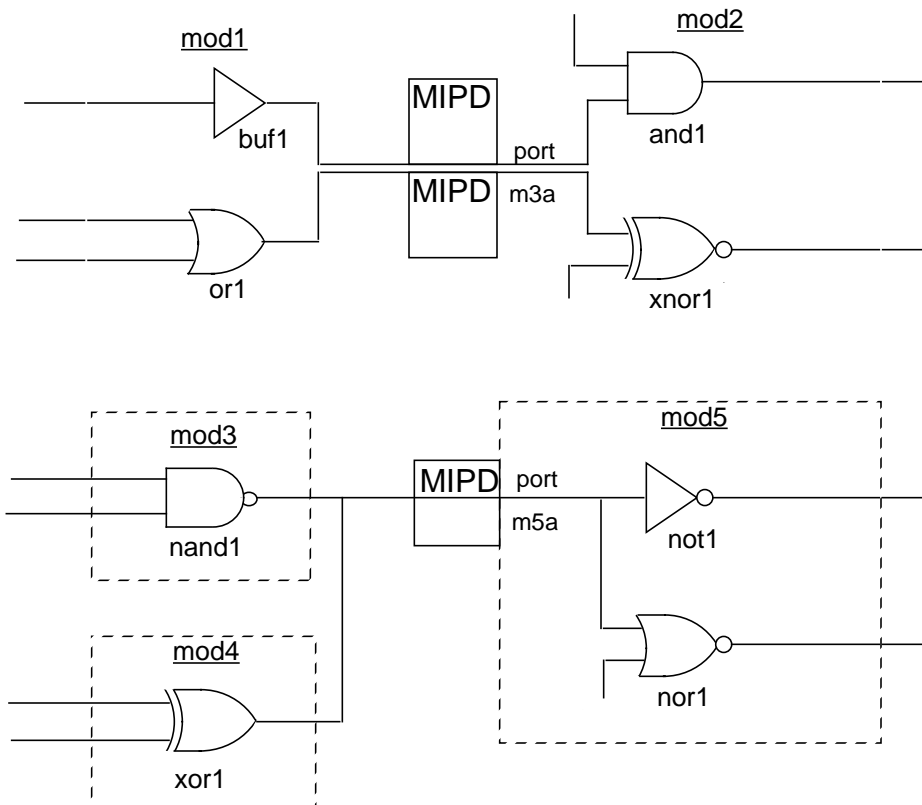 mod1
mod2
MIPD
buf1
port
and1
MIPD
m3a
or1
xnor1
mod3
mod5
MIPD
port
m5a
nand1
not1
mod4
nor1
xor1